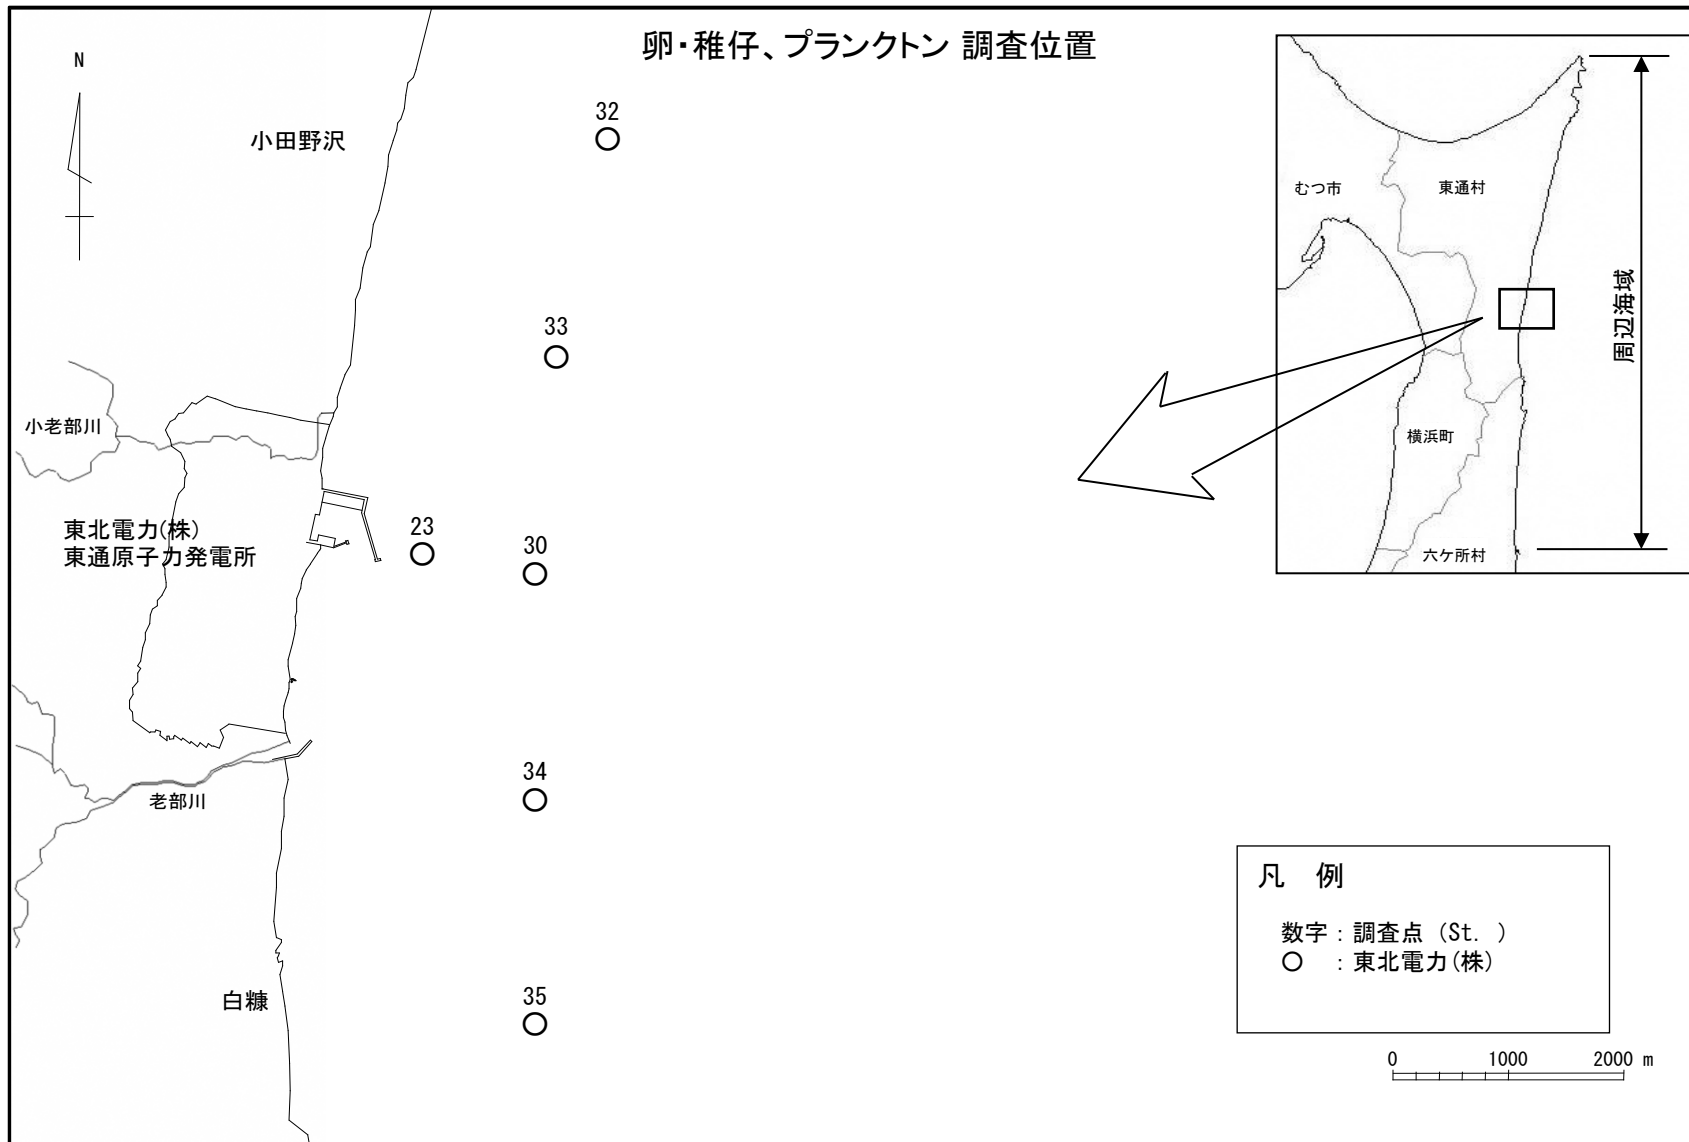 卵・稚仔、プランクトン 調査位置
N
小田野沢
32
33
小老部川
東北電力(株)
東通原子力発電所
23
30
34
老部川
35
白糠
むつ市
東通村
周辺海域
横浜町
六ケ所村
凡 例
数字 : 調査点 (St. )
○ : 東北電力(株)
0 1000 2000 m